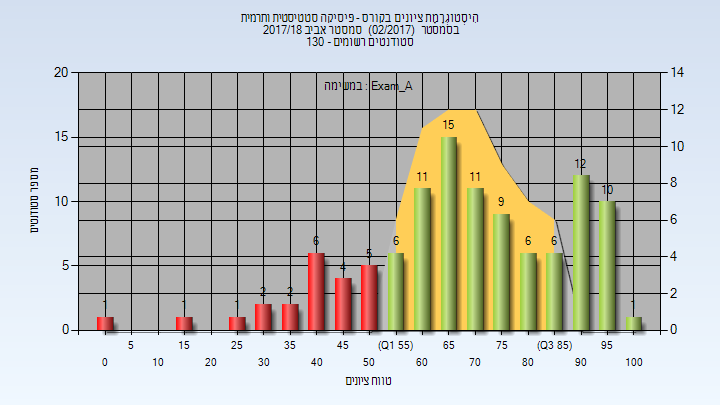 היסטוגרמת ציונים בקורס - פיסיקה סטטיסטית ותרמית
בסמסטר (02/2017) סמסטר אביב 2017/18
סטודנטים רשומים - 130
במשימה : Exam_A
מספר סטודנטים
20
15
10
5
0
14
12
10
8
6
4
2
0
1 1 1 2 2 6 4 5 6 11 15 11 9 6 6 12 10 1
5 15 25 35 45 (Q1 55) 65 75 (Q3 85) 95
0 10 20 30 40 50 60 70 80 90 100
טווח ציונים